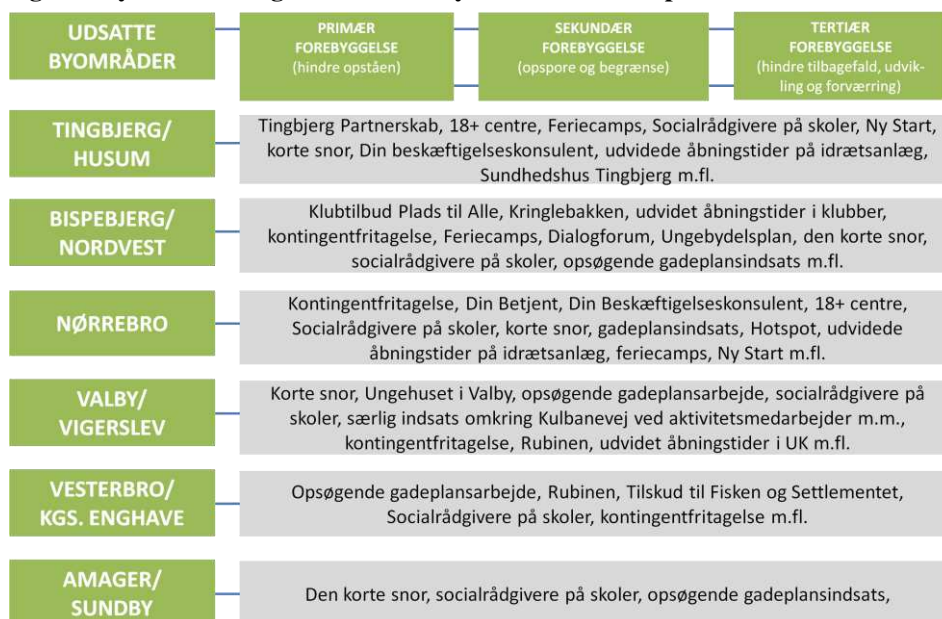 UDSATTE
BYOMRÅDER
PRIMÆR
FOREBYGGELSE
(hindre opståen)
SEKUNDÆR
FOREBYGGELSE
(opspore og begrænse)
TERTIÆR
FOREBYGGELSE
(hindre tilbagefald, udvik-
ling og forværring)
TINGBJERG/
HUSUM
Tingbjerg Partnerskab, 18+ centre, Feriecamps, Socialrådgivere på skoler, Ny Start,
korte snor, Din beskæftigelseskonsulent, udvidede åbningstider på idrætsanlæg,
Sundhedshus Tingbjerg m.fl.
BISPEBJERG/
NORDVEST
Klubtilbud Plads til Alle, Kringlebakken, udvidet åbningstider i klubber,
kontingentfritagelse, Feriecamps, Dialogforum, Ungebydelsplan, den korte snor,
socialrådgivere på skoler, opsøgende gadeplansindsats m.fl.
NØRREBRO
Kontingentfritagelse, Din Betjent, Din Beskæftigelseskonsulent, 18+ centre,
Socialrådgivere på skoler, korte snor, gadeplansindsats, Hotspot, udvidede
åbningstider på idrætsanlæg, feriecamps, Ny Start m.fl.
VALBY/
VIGERSLEV
Korte snor, Ungehuset i Valby, opsøgende gadeplansarbejde, socialrådgivere på
skoler, særlig indsats omkring Kulbanevej ved aktivitetsmedarbejder m.m.,
kontingentfritagelse, Rubinen, udvidet åbningstider i UK m.fl.
VESTERBRO/
KGS. ENGHAVE
Opsøgende gadeplansarbejde, Rubinen, Tilskud til Fisken og Settlementet,
Socialrådgivere på skoler, kontingentfritagelse m.fl.
AMAGER/
SUNDBY
Den korte snor, socialrådgivere på skoler, opsøgende gadeplansindsats,